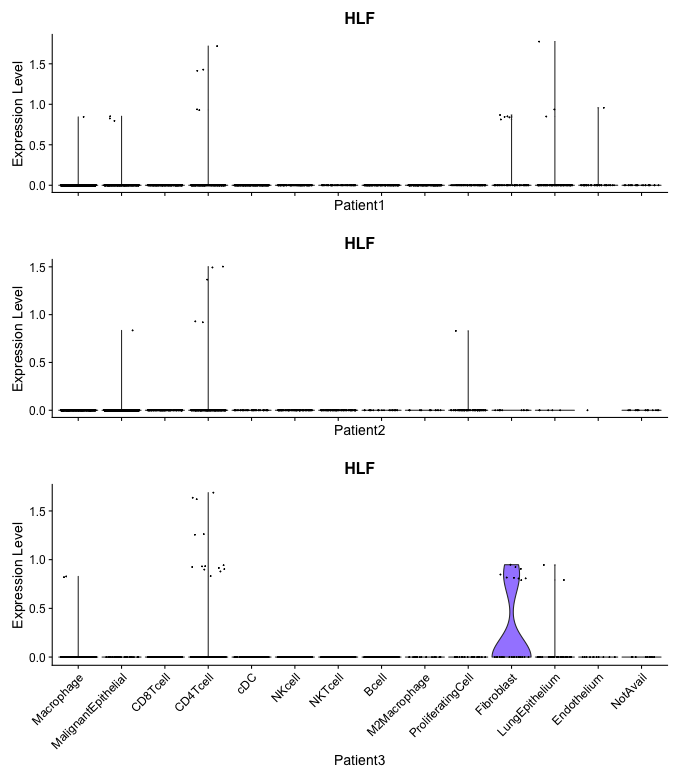 HLF
Expression Level
1.5
1.0
0.5
0.0
Patient1
HLF
Expression Level
1.5
1.0
0.5
0.0
Patient2
HLF
Expression Level
1.5
1.0
0.5
0.0
Macrophage
MalignantEpithelial
CD8Tcell
CD4Tcell
cDC
NKcell
NKTcell
Bcell
M2Macrophage
ProliferatingCell
Fibroblast
LungEpithelium
Endothelium
NotAvail
Patient3